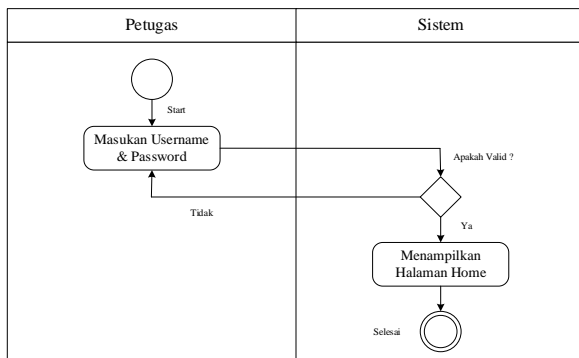 Petugas
Sistem
Start
Masukan Username
& Password
Apakah Valid ?
Tidak
Ya
Menampilkan
Halaman Home
Selesai